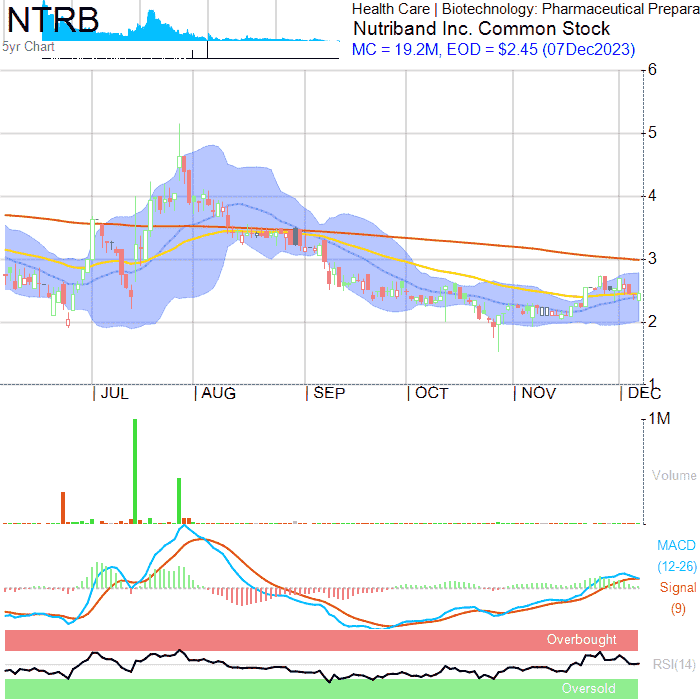 NTRB
5yr Chart
Health Care | Biotechnology: Pharmaceutical Prepara
Nutriband Inc. Common Stock
MC = 19.2M, EOD = $2.45 (07Dec2023)
6
5
4
3
2
1
JUL AUG SEP OCT NOV DEC
1M
Volume
MACD
(12-26)
Signal
(9)
Overbought
RSI(14)
Oversold